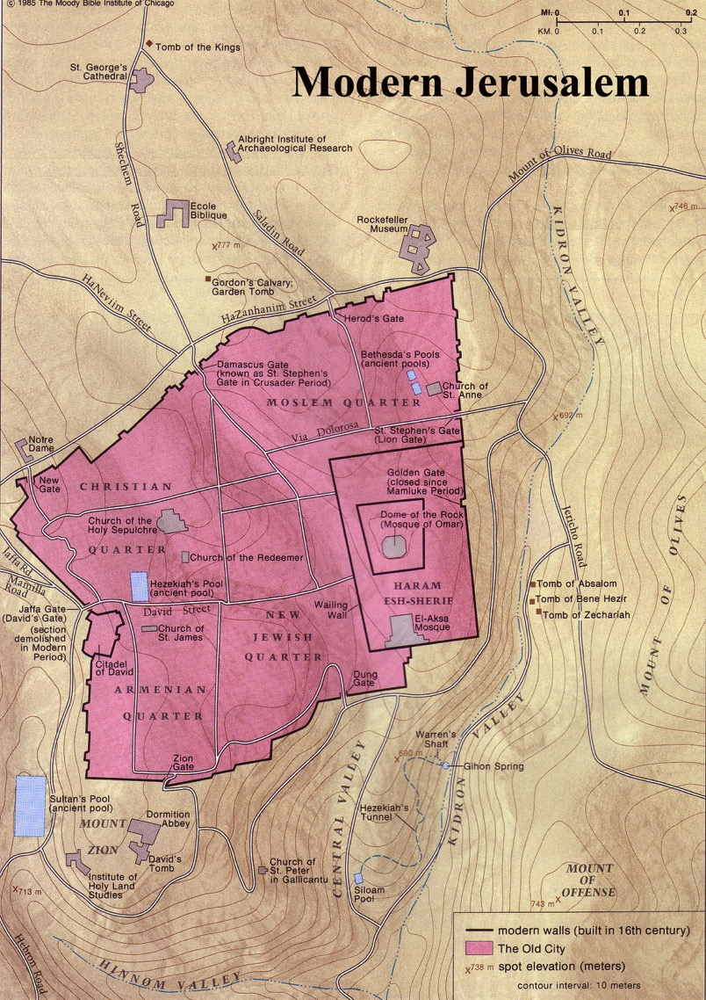 © 1985 The Moody Bible Institute of Chicago
MI. 0 0.1 0.2
KM. 0 0.1 0.2 0.3
Modern Jerusalem
Tomb of the Kings
St. George's
Cathedral
Albright Institute of
Archaeological Research
Shechem Road
Ecole
Biblique
Saladin Road
Rockefeller
Museum
Mount of Olives Road
x746 m
KIDRON VALLEY
x777 m
Gordon's Calvary;
Garden Tomb
HaNeviim Street
HaZanhanim Street
Herod's Gate
Damascus Gate
(known as St. Stephen's
Gate in Crusader Period)
Bethesda's Pools
(ancient pools)
Church of
St. Anne
MOSLEM QUARTER
x692 m
Via Dolorosa
St. Stephen's Gate
(Lion Gate)
Notre
Dame
New
Gate
CHRISTIAN
QUARTER
Golden Gate
(closed since
Mamluke Period)
Church of the
Holy Sepulchre
Dome of the Rock
(Mosque of Omar)
Church of the Redeemer
Jericho Road
MOUNT OF OLIVES
Jaffa Rd.
Mamilla
Road
Hezekiah's Pool
(ancient pool)
HARAM
ESH-SHERIF
Tomb of Absalom
Tomb of Bene Hezir
Tomb of Zechariah
Jaffa Gate
(David's Gate)
(section
demolished
in Modern
Period)
David Street
Wailing
Wall
NEW
JEWISH
QUARTER
El-Aksa
Mosque
Church of
St. James
Citadel
of David
Dung
Gate
ARMENIAN
QUARTER
Warren's
Shaft
x690 m
KIDRON VALLEY
Zion
Gate
Gihon Spring
CENTRAL VALLEY
Sultan's Pool
(ancient pool)
Hezekiah's
Tunnel
Dormition
Abbey
MOUNT
ZION
David's
Tomb
Institute of
Holy Land
Studies
Church of
St. Peter
in Gallicantu
Siloam
Pool
x713 m
MOUNT
OF
OFFENSE
743 m x
Hebron Road
HINNOM VALLEY
modern walls (built in 16th century)
The Old City
x738 m spot elevation (meters)
contour interval: 10 meters